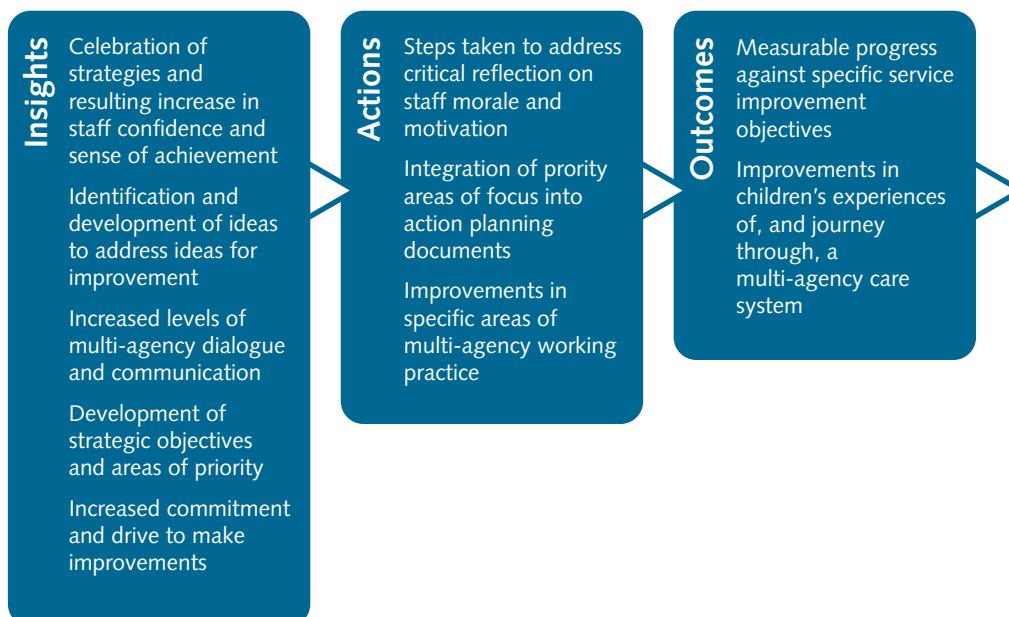 Insights
Celebration of
strategies and
resulting increase in
staff confidence and
sense of achievement
Identification and
development of ideas
to address ideas for
improvement
Increased levels of
multi-agency dialogue
and communication
Development of
strategic objectives
and areas of priority
Increased commitment
and drive to make
improvements
Actions
Steps taken to address
critical reflection on
staff morale and
motivation
Integration of prority
areas of focus into
action planning
documents
Improvements in
specific areas of
multi-agency working
practice
Outcomes
Measurable progress
against specific service
improvement
objectives
Improvements in
children’s experiences
of, and journey
through, a
multi-agency care
system